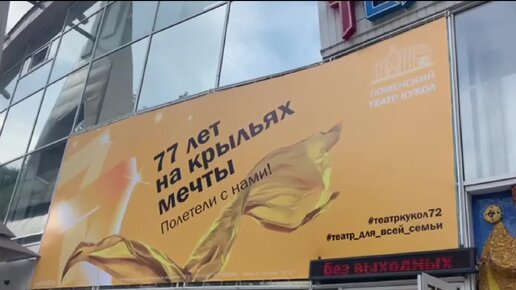 ТЮМЕНСКИЙ
ТЕАТР КУКОЛ
77 лет
на крыльях
мечты
Полетели с нами!
#театркукол72
#театр_для_всей_семьи
без выходных